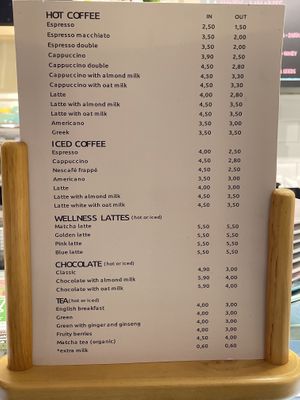 HOT COFFEE IN OUT
Espresso 2,50 1,50
Espresso macchiato 3,50 2,00
Espresso double 3,50 2,00
Cappuccino 3,90 2,50
Cappuccino double 4,50 2,80
Cappuccino with almond milk 4,50 3,30
Cappuccino with oat milk 4,50 3,30
Latte 4,00 2,80
Latte with almond milk 4,50 3,50
Latte with oat milk 4,50 3,50
Americano 3,50 3,00
Greek 3,50 3,50
ICED COFFEE
Espresso 4,00 2,50
Cappuccino 4,50 2,80
Nescafé frappé 4,50 2,50
Americano 3,50 3,00
Latte 4,00 3,00
Latte with almond milk 4,50 3,50
Latte white with oat milk 4,50 3,50
WELLNESS LATTES (hot or iced)
Matcha latte 5,50 5,50
Golden latte 5,50 5,50
Pink latte 5,50 5,50
Blue latte 5,50 5,50
CHOCOLATE (hot or iced)
Classic 4,90 3,00
Chocolate with almond milk 5,90 4,00
Chocolate with oat milk 5,90 4,00
TEA (hot or iced)
English breakfast 4,00 3,00
Green 4,00 3,00
Green with ginger and ginseng 4,00 3,00
Fruity berries 4,00 3,00
Matcha tea (organic) 4,50 4,00
*extra milk 0,60 0,60